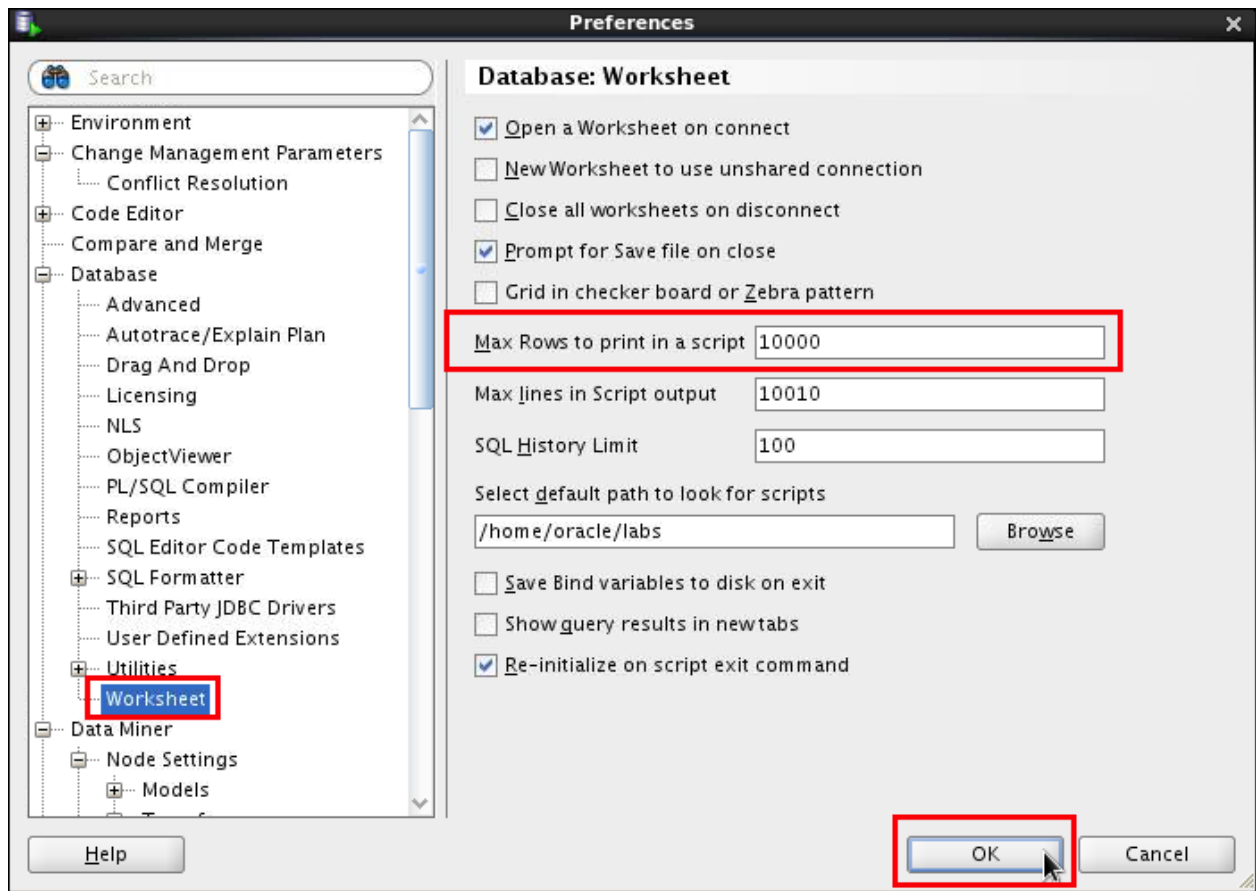 Preferences
Search
Environment
Change Management Parameters
Conflict Resolution
Code Editor
Compare and Merge
Database
Advanced
Autotrace/Explain Plan
Drag And Drop
Licensing
NLS
ObjectViewer
PL/SQL Compiler
Reports
SQL Editor Code Templates
SQL Formatter
Third Party JDBC Drivers
User Defined Extensions
Utilities
Worksheet
Data Miner
Node Settings
Models
Database: Worksheet
Open a Worksheet on connect
New Worksheet to use unshared connection
Close all worksheets on disconnect
Prompt for Save file on close
Grid in checker board or Zebra pattern
Max Rows to print in a script 10000
Max lines in Script output 10010
SQL History Limit 100
Select default path to look for scripts
/home/oracle/labs Browse
Save Bind variables to disk on exit
Show query results in new tabs
Re-initialize on script exit command
Help OK Cancel